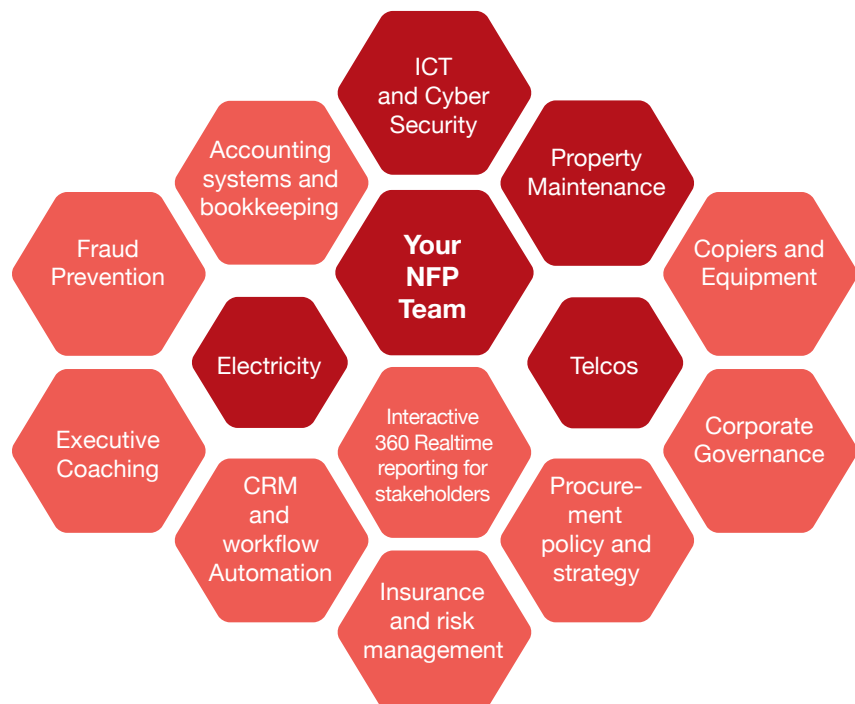 ICT
and Cyber
Security
Accounting
systems and
bookkeeping
Property
Maintenance
Fraud
Prevention
Your
NFP
Team
Copiers and
Equipment
Electricity
Telcos
Executive
Coaching
Interactive
360 Realtime
reporting for
stakeholders
Corporate
Governance
CRM
and
workflow
Automation
Procure-
ment
policy and
strategy
Insurance
and risk
management